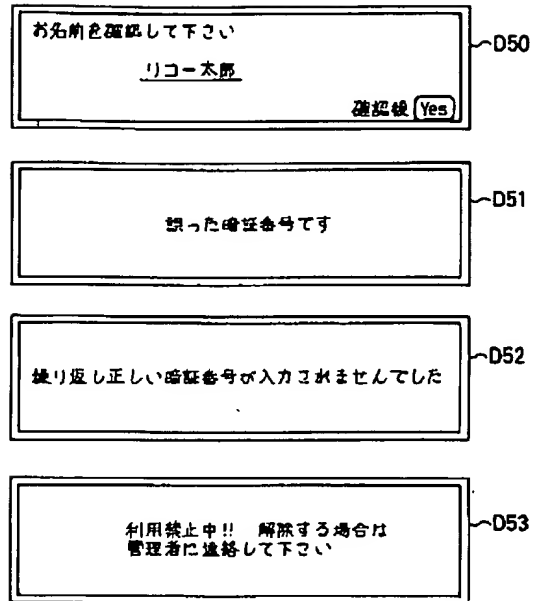 お名前を確認して下さい
リコー太郎
確認後 Yes
D50
誤った暗証番号です
D51
繰り返し正しい暗証番号が入力されませんでした
D52
利用禁止中!! 解除する場合は
管理者に連絡して下さい
D53